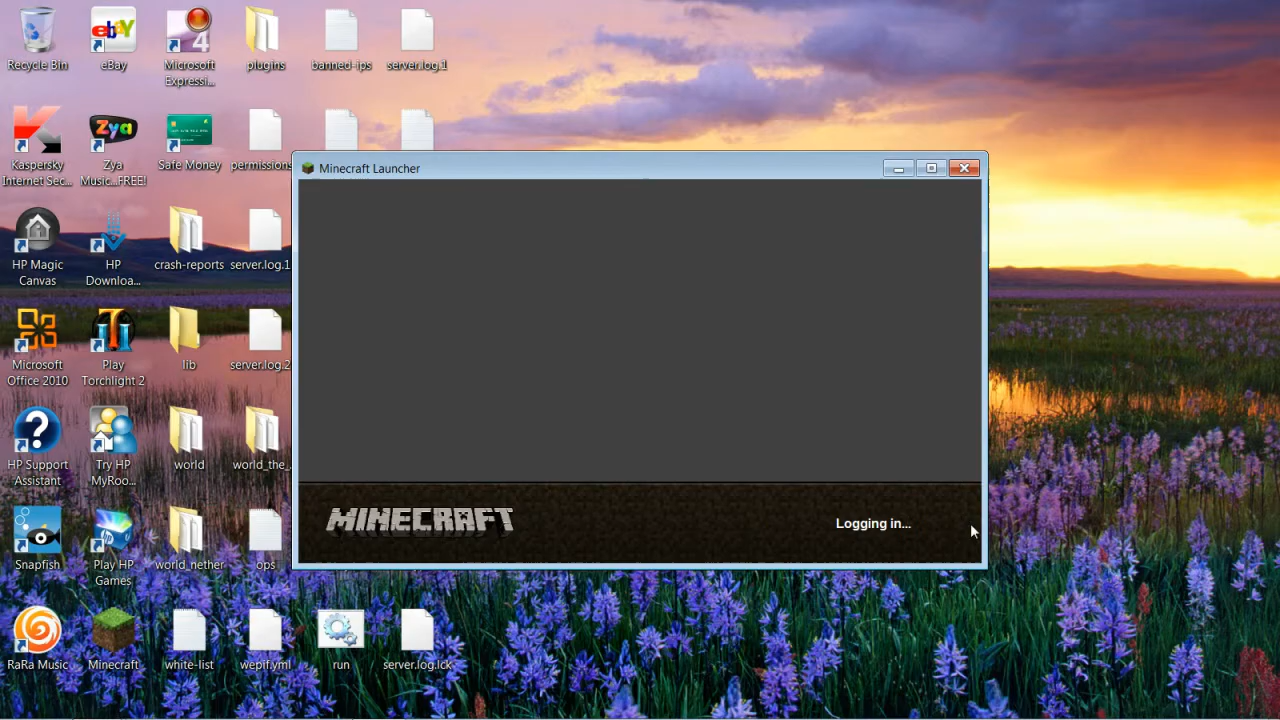 Recycle Bin
eBay
Microsoft
Expressi...
plugins
banned-ips
server.log.1
Kaspersky
Internet Sec...
Zya
Music...FREE!
Safe Money
permissions
Minecraft Launcher
HP Magic
Canvas
HP
Downloa...
crash-reports
server.log.1
Microsoft
Office 2010
Play
Torchlight 2
lib
server.log.2
HP Support
Assistant
Try HP
MyRoo...
world
world_the_
MINECRAFT
Logging in...
Snapfish
Play HP
Games
world_nether
ops
RaRa Music
Minecraft
white-list
wepif.yml
run
server.log.lck